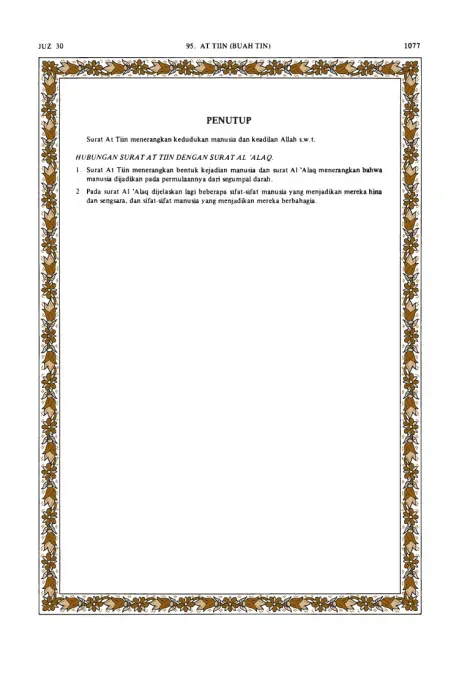 JUZ 30 95. AT TIIN (BUAH TIN) 1077
PENUTUP
Surat At Tiin menerangkan kedudukan manusia dan keadilan Allah s.w.t.
HUBUNGAN SURAT AT TIIN DENGAN SURAT AL 'ALAQ.
1. Surat At Tiin menerangkan bentuk kejadian manusia dan surat Al 'Alaq menerangkan bahwa
manusia dijadikan pada permulaannya dari segumpal darah.
2 Pada surat Al 'Alaq dijelaskan lagi beberapa sifat-sifat manusia yang menjadikan mereka hina
dan sengsara, dan sifat-sifat manusia yang menjadikan mereka berbahagia.